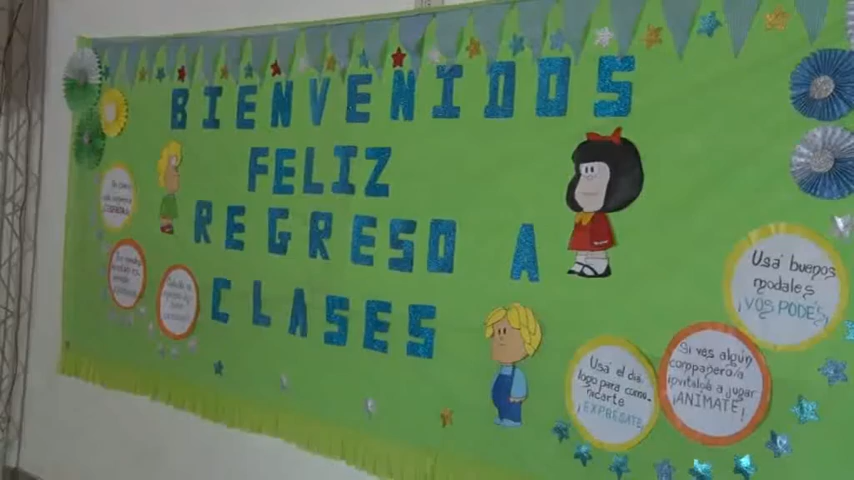 BIENVENIDOS
FELIZ
REGRESO A
CLASES
Usá buenos
modales
¡VOS PODÉS!
Si ves algún
compañero/a
invitalo/a a jugar
¡ANIMATE!
Usá el diá
logo para comu
nicarte
¡EXPRESATE!